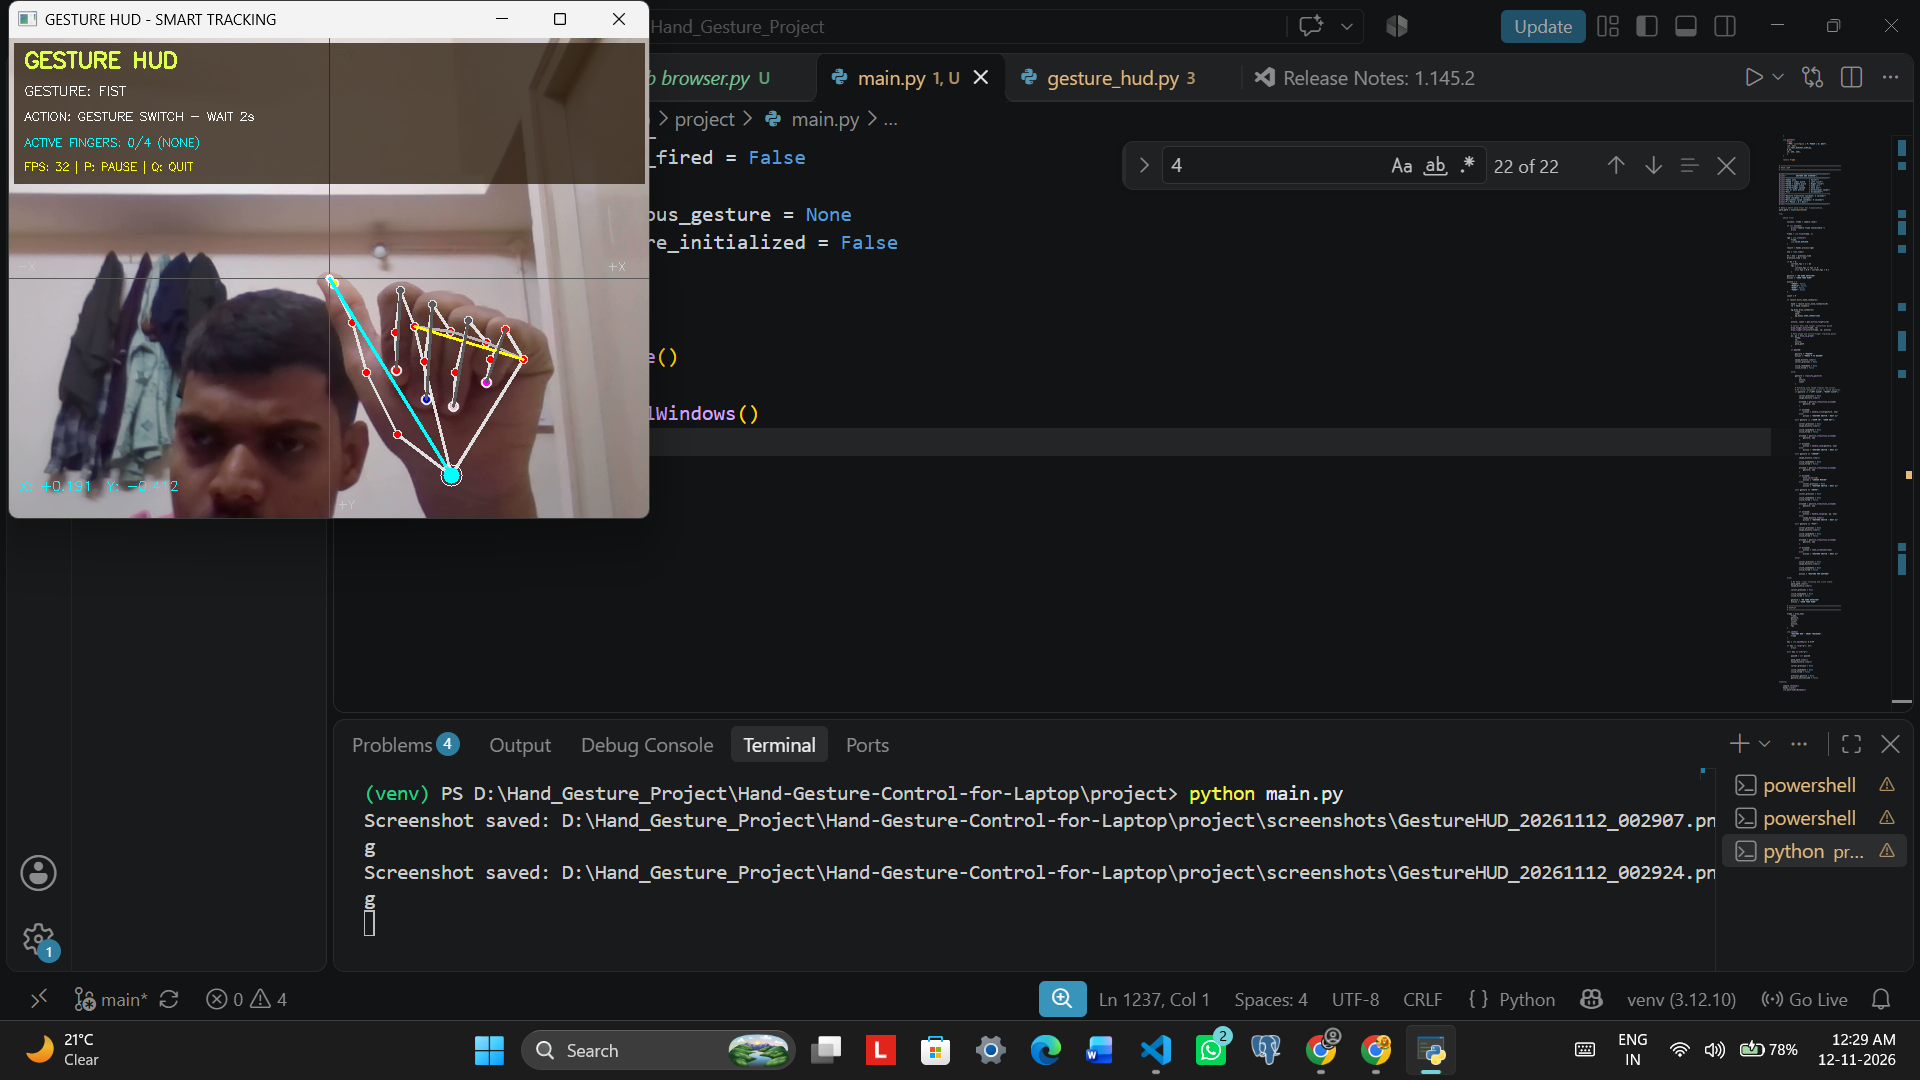 GESTURE HUD - SMART TRACKING
Hand_Gesture_Project
Update
GESTURE HUD
GESTURE: FIST
ACTION: GESTURE SWITCH - WAIT 2s
ACTIVE FINGERS: 0/4 (NONE)
FPS: 32 | P: PAUSE | Q: QUIT
-X
+X
X: +0.191 Y: -0.412
+Y
browser.py U
main.py 1, U
gesture_hud.py 3
Release Notes: 1.145.2
project > main.py > ...
_fired = False
ous_gesture = None
re_initialized = False
e()
lWindows()
4
Aa ab .*
22 of 22
Problems 4
Output
Debug Console
Terminal
Ports
(venv) PS D:\Hand_Gesture_Project\Hand-Gesture-Control-for-Laptop\project> python main.py
Screenshot saved: D:\Hand_Gesture_Project\Hand-Gesture-Control-for-Laptop\project\screenshots\GestureHUD_20261112_002907.pn
g
Screenshot saved: D:\Hand_Gesture_Project\Hand-Gesture-Control-for-Laptop\project\screenshots\GestureHUD_20261112_002924.pn
g
powershell
powershell
python pr...
1
main*
0
4
Ln 1237, Col 1
Spaces: 4
UTF-8
CRLF
{ } Python
venv (3.12.10)
Go Live
21°C
Clear
Search
L
W
2
ENG
IN
78%
12:29 AM
12-11-2026